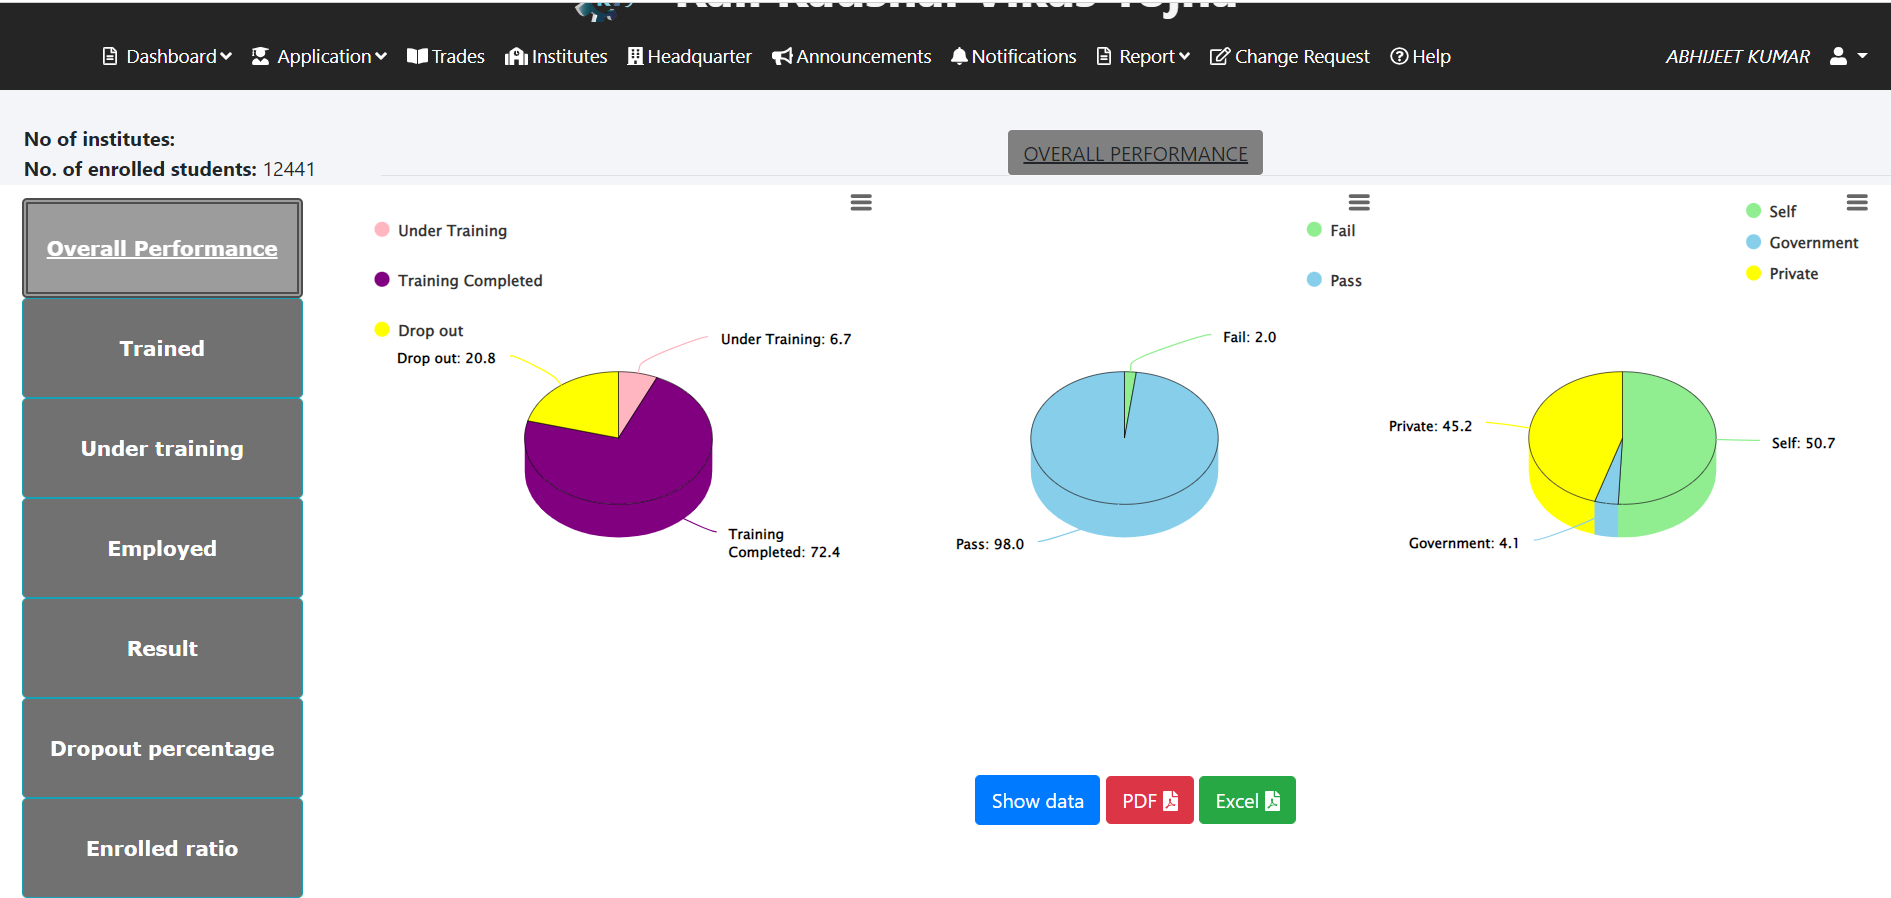 Rail Kaushal Vikas Yojna
Dashboard Application Trades Institutes Headquarter Announcements Notifications Report Change Request Help ABHIJEET KUMAR
No of institutes:
No. of enrolled students: 12441
OVERALL PERFORMANCE
Overall Performance
Trained
Under training
Employed
Result
Dropout percentage
Enrolled ratio
Under Training
Training Completed
Drop out
Drop out: 20.8
Under Training: 6.7
Training
Completed: 72.4
Fail
Pass
Fail: 2.0
Pass: 98.0
Self
Government
Private
Private: 45.2
Self: 50.7
Government: 4.1
Show data PDF Excel